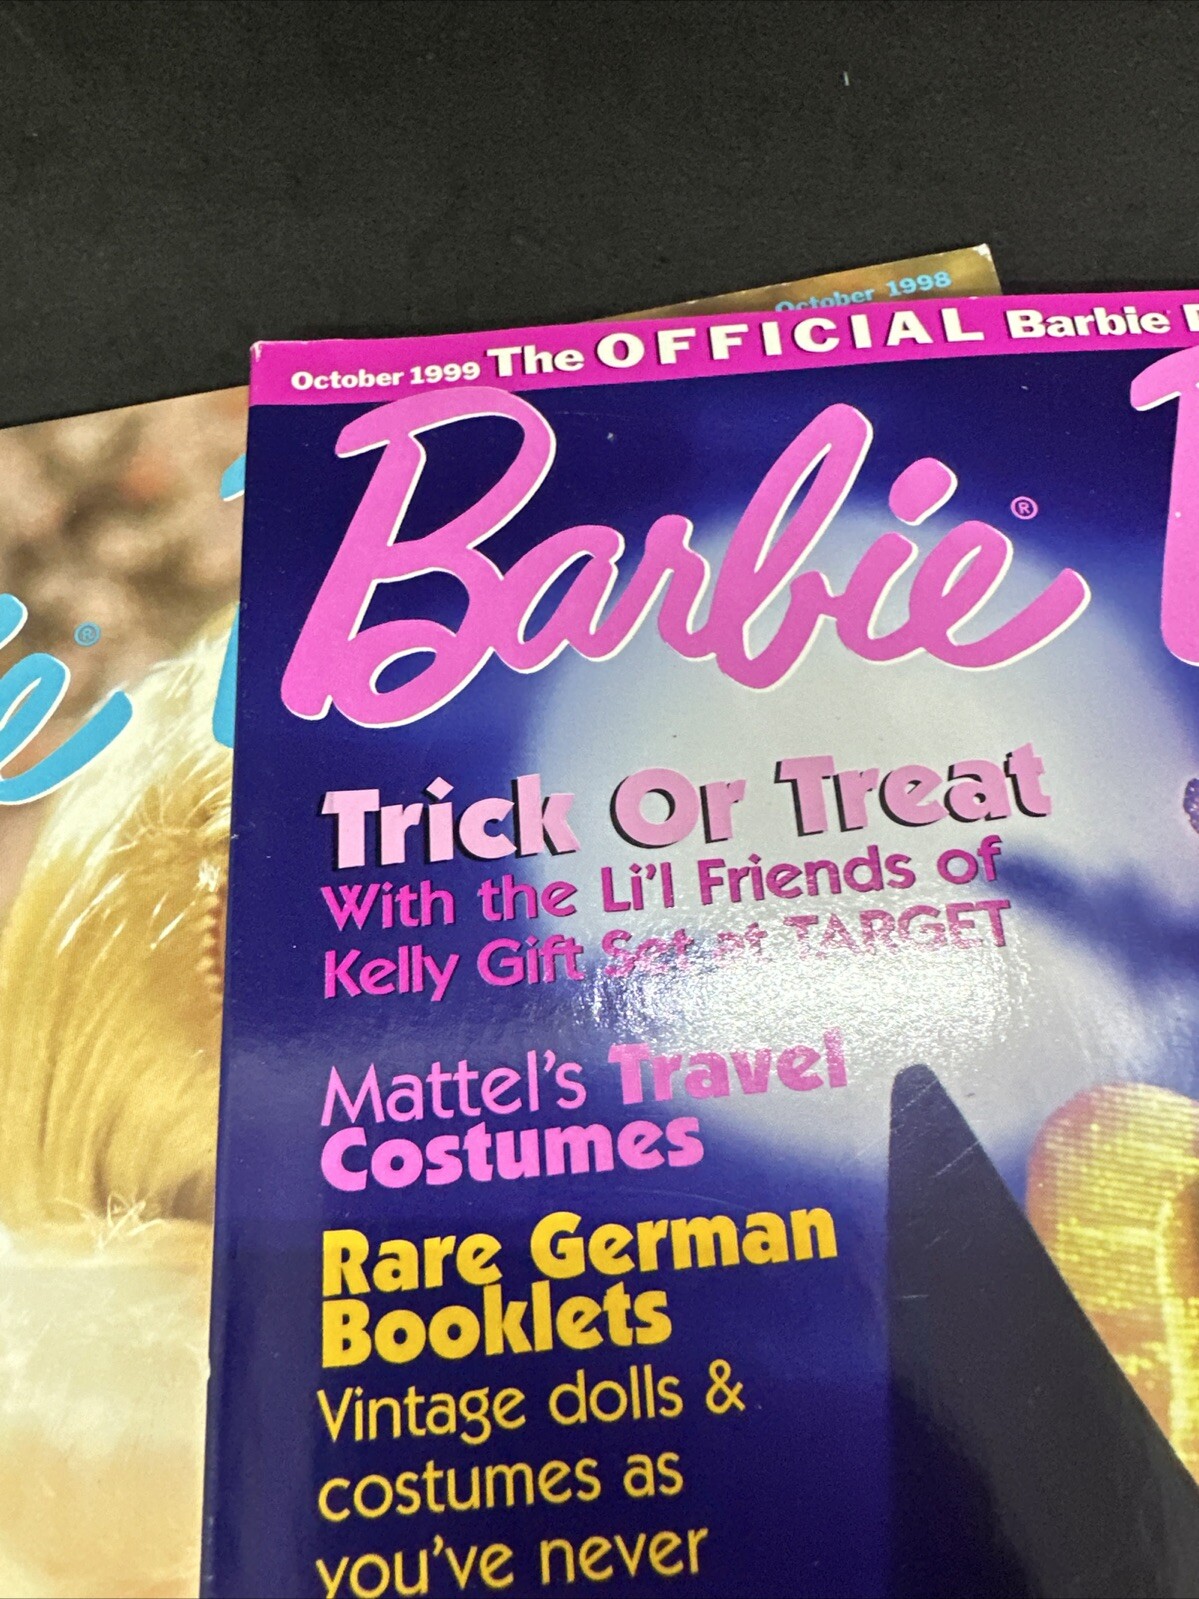 October 1998
October 1999 The OFFICIAL Barbie
Barbie®
Trick Or Treat
With the Li'l Friends of
Kelly Gift Set at TARGET
Mattel's Travel
Costumes
Rare German
Booklets
Vintage dolls &
costumes as
you've never